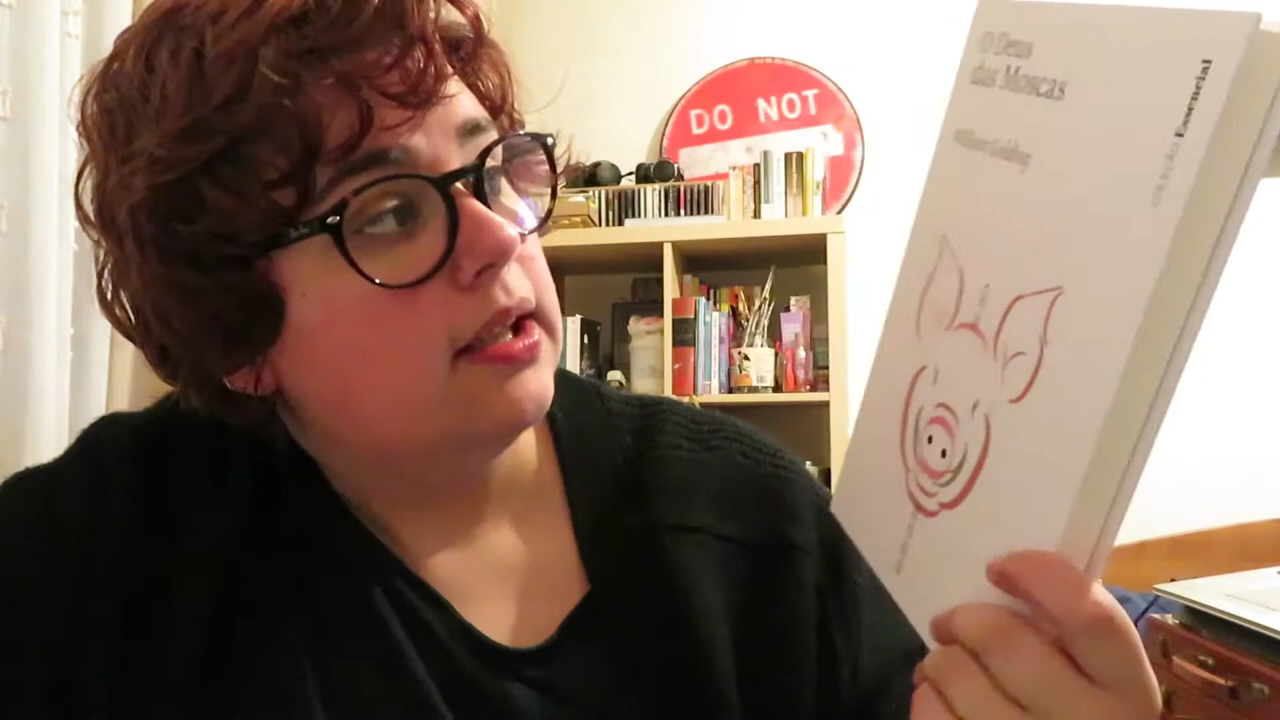 DO NOT
O Deus
das Moscas
William Golding
Essencial